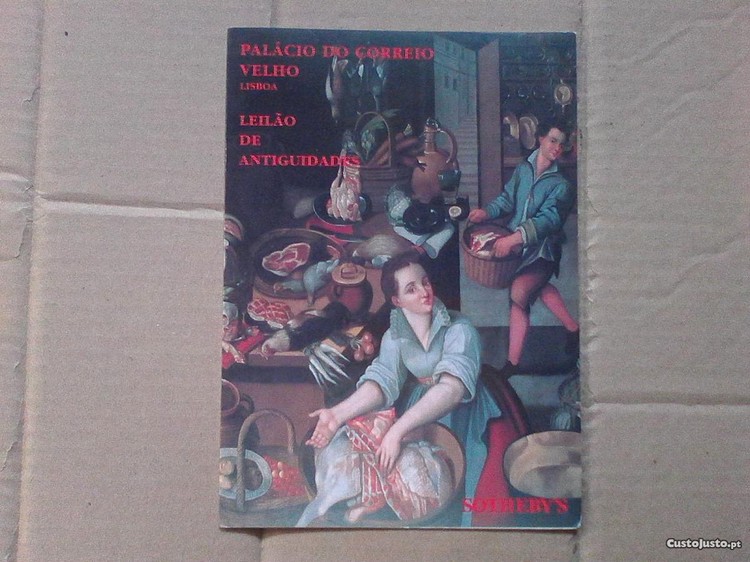 PALÁCIO DO CORREIO
VELHO
LISBOA
LEILÃO
DE
ANTIGUIDADES
SOTHEBY'S
CustoJusto.pt